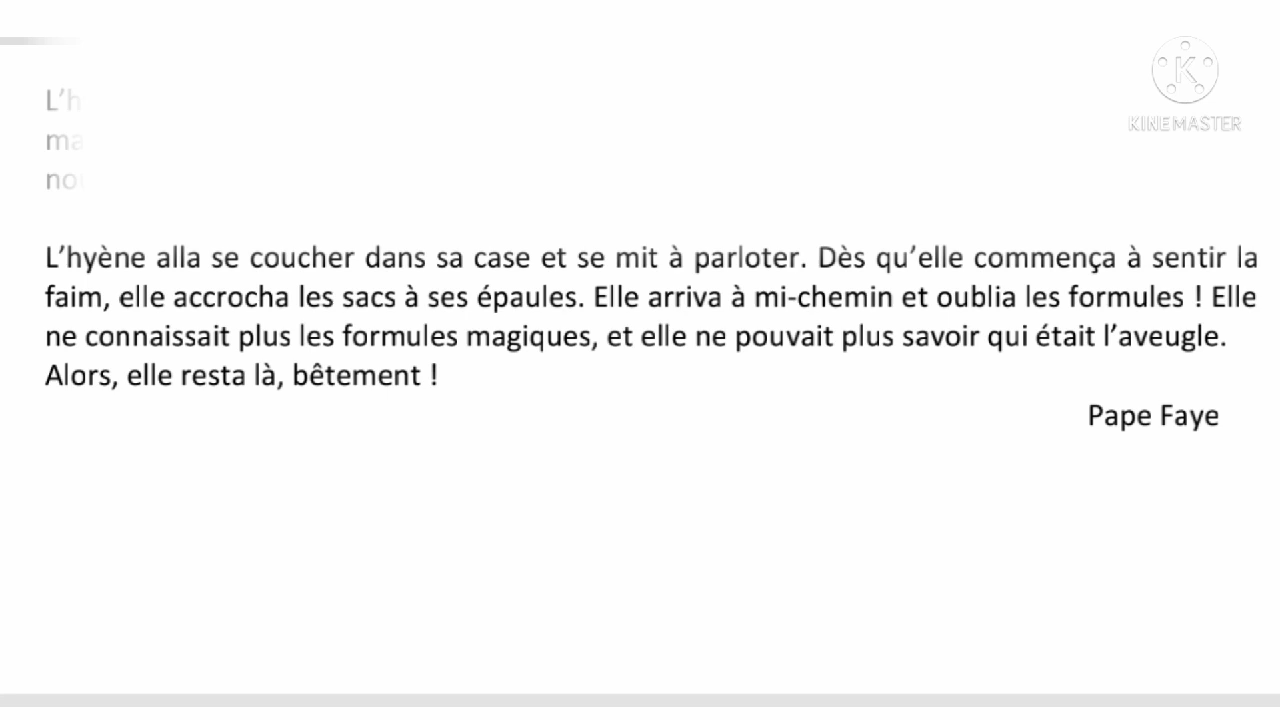 KINEMASTER
L'hyène alla se coucher dans sa case et se mit à parloter. Dès qu'elle commença à sentir la
faim, elle accrocha les sacs à ses épaules. Elle arriva à mi-chemin et oublia les formules ! Elle
ne connaissait plus les formules magiques, et elle ne pouvait plus savoir qui était l'aveugle.
Alors, elle resta là, bêtement !
Pape Faye